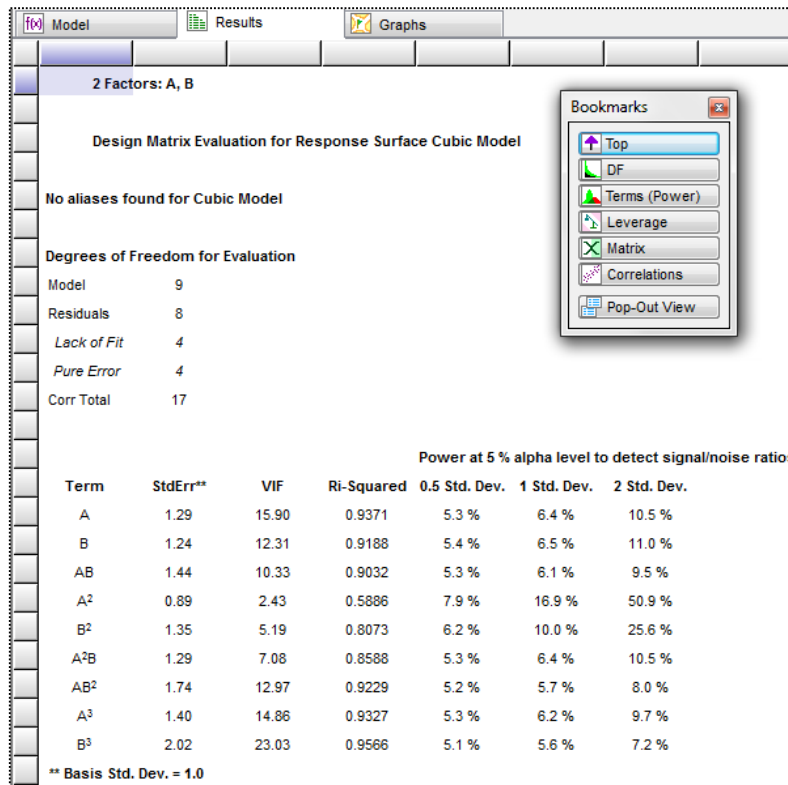 f(x) Model Results Graphs
2 Factors: A, B
Bookmarks
Design Matrix Evaluation for Response Surface Cubic Model
Top
DF
No aliases found for Cubic Model
Terms (Power)
Leverage
Degrees of Freedom for Evaluation
Matrix
Model 9
Correlations
Residuals 8
Pop-Out View
Lack of Fit 4
Pure Error 4
Corr Total 17
Power at 5 % alpha level to detect signal/noise ratios
Term StdErr** VIF Ri-Squared 0.5 Std. Dev. 1 Std. Dev. 2 Std. Dev.
A 1.29 15.90 0.9371 5.3 % 6.4 % 10.5 %
B 1.24 12.31 0.9188 5.4 % 6.5 % 11.0 %
AB 1.44 10.33 0.9032 5.3 % 6.1 % 9.5 %
A² 0.89 2.43 0.5886 7.9 % 16.9 % 50.9 %
B² 1.35 5.19 0.8073 6.2 % 10.0 % 25.6 %
A²B 1.29 7.08 0.8588 5.3 % 6.4 % 10.5 %
AB² 1.74 12.97 0.9229 5.2 % 5.7 % 8.0 %
A³ 1.40 14.86 0.9327 5.3 % 6.2 % 9.7 %
B³ 2.02 23.03 0.9566 5.1 % 5.6 % 7.2 %
** Basis Std. Dev. = 1.0